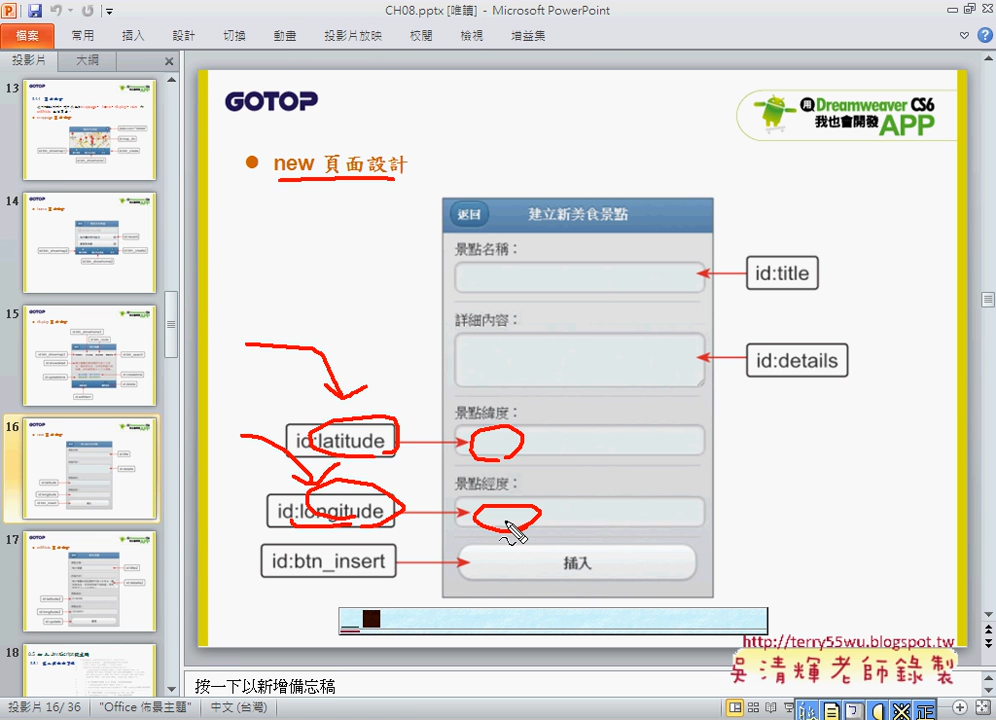 CH08.pptx [唯讀] - Microsoft PowerPoint
檔案 常用 插入 設計 切換 動畫 投影片放映 校閱 檢視 增益集
投影片 大綱
13
14
15
16
17
18
GOTOP
用 Dreamweaver CS6
我也會開發 APP
new 頁面設計
返回 建立新美食景點
景點名稱：
id:title
詳細內容：
id:details
景點緯度：
id:latitude
景點經度：
id:longitude
id:btn_insert
插入
http://terry55wu.blogspot.tw
吳清輝老師錄製
按一下以新增備忘稿
投影片 16/ 36 "Office 佈景主題" 中文 (台灣)